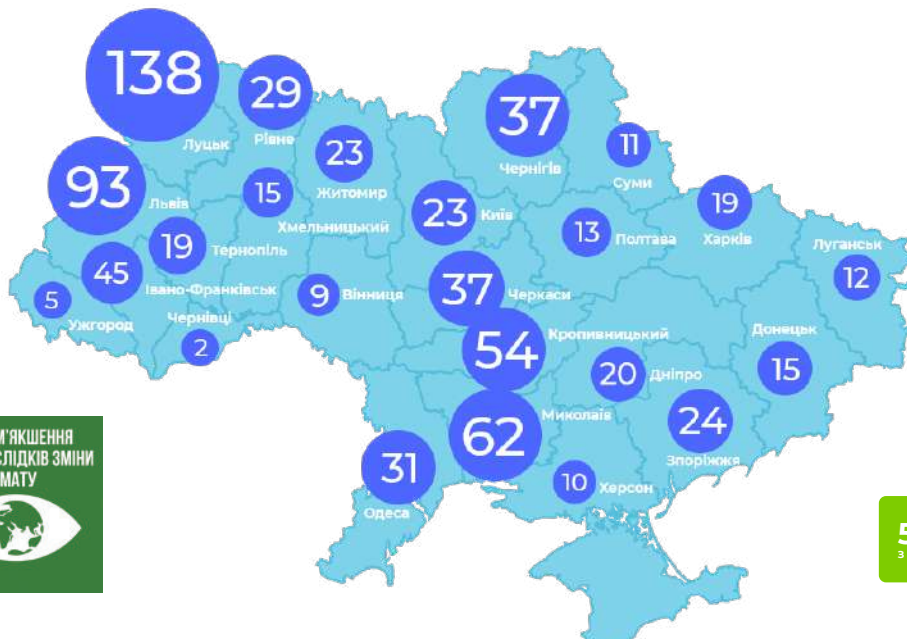 138
Луцьк
29
Рівне
23
Житомир
37
Чернігів
11
Суми
93
Львів
15
Хмельницький
23
Київ
13
Полтава
19
Харків
Луганськ
12
19
Тернопіль
45
Івано-Франківськ
5
Ужгород
Чернівці
2
9
Вінниця
37
Черкаси
54
Кропивницький
20
Дніпро
Донецьк
15
62
Миколаїв
24
Зпоріжжя
31
Одеса
10
Херсон
М'ЯКШЕННЯ
СЛІДКІВ ЗМІНИ
МАТУ
5
З